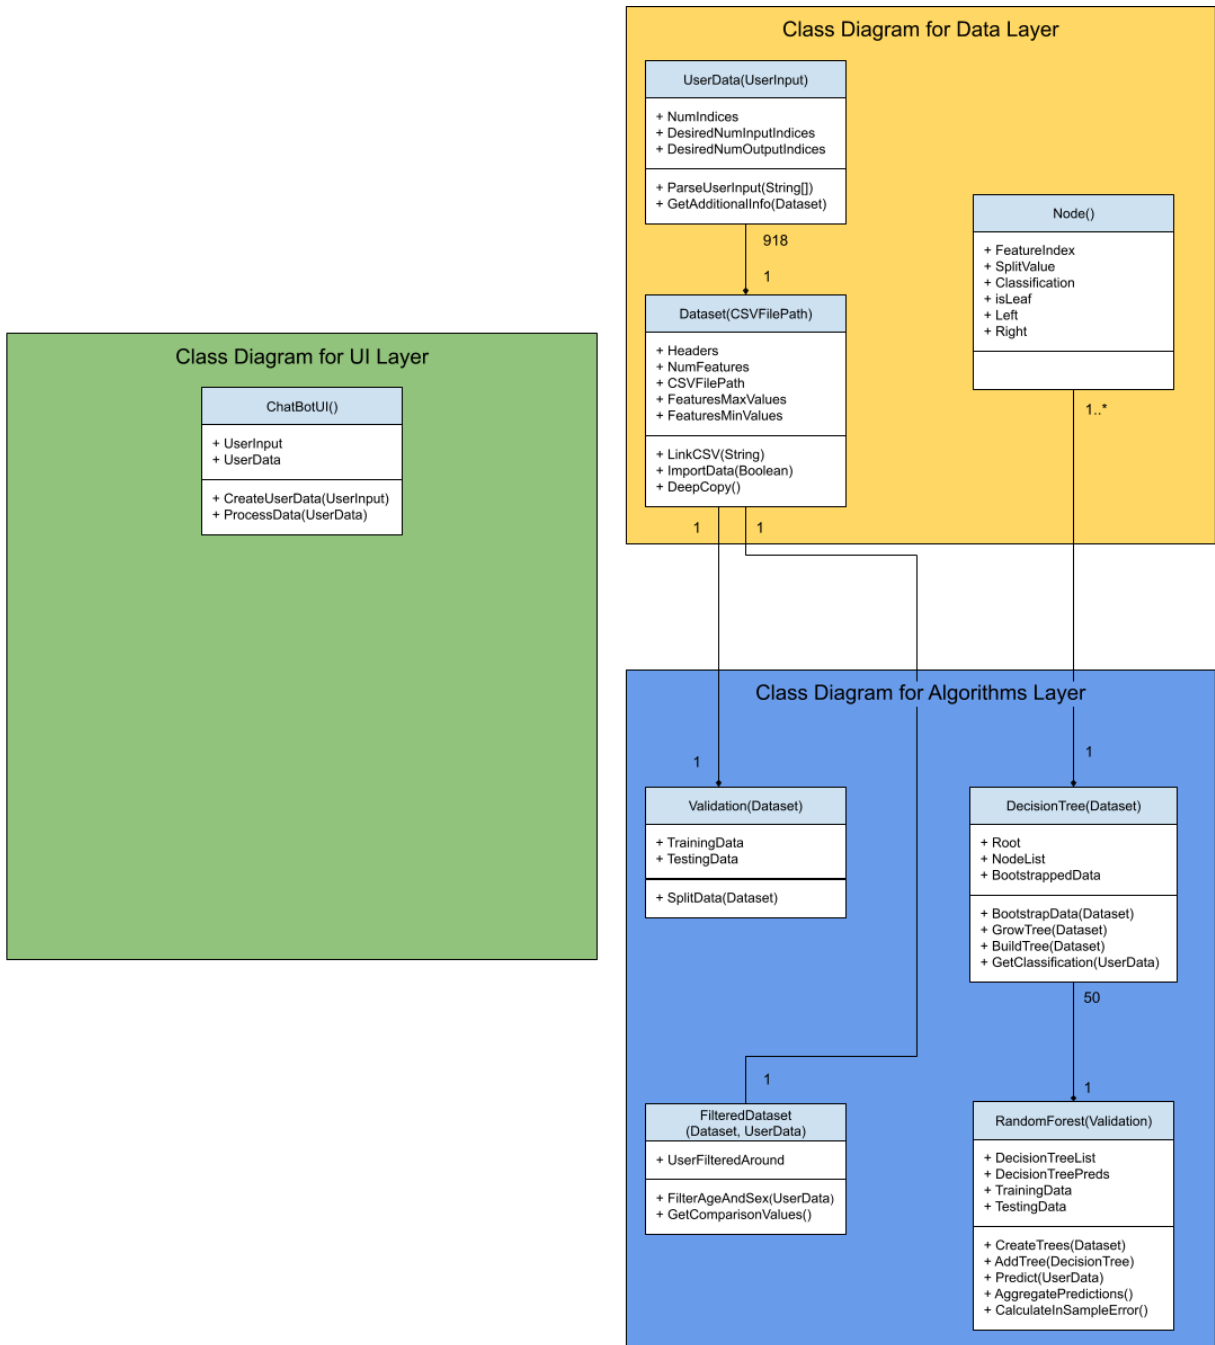 Class Diagram for Data Layer
UserData(UserInput)
+ NumIndices
+ DesiredNumInputIndices
+ DesiredNumOutputIndices
+ ParseUserInput(String[])
+ GetAdditionalInfo(Dataset)
918
1
Dataset(CSVFilePath)
+ Headers
+ NumFeatures
+ CSVFilePath
+ FeaturesMaxValues
+ FeaturesMinValues
+ LinkCSV(String)
+ ImportData(Boolean)
+ DeepCopy()
1
1
Node()
+ FeatureIndex
+ SplitValue
+ Classification
+ isLeaf
+ Left
+ Right
1..*
Class Diagram for UI Layer
ChatBotUI()
+ UserInput
+ UserData
+ CreateUserData(UserInput)
+ ProcessData(UserData)
Class Diagram for Algorithms Layer
1
Validation(Dataset)
+ TrainingData
+ TestingData
+ SplitData(Dataset)
1
DecisionTree(Dataset)
+ Root
+ NodeList
+ BootstrappedData
+ BootstrapData(Dataset)
+ GrowTree(Dataset)
+ BuildTree(Dataset)
+ GetClassification(UserData)
50
1
1
FilteredDataset
(Dataset, UserData)
+ UserFilteredAround
+ FilterAgeAndSex(UserData)
+ GetComparisonValues()
RandomForest(Validation)
+ DecisionTreeList
+ DecisionTreePreds
+ TrainingData
+ TestingData
+ CreateTrees(Dataset)
+ AddTree(DecisionTree)
+ Predict(UserData)
+ AggregatePredictions()
+ CalculateInSampleError()